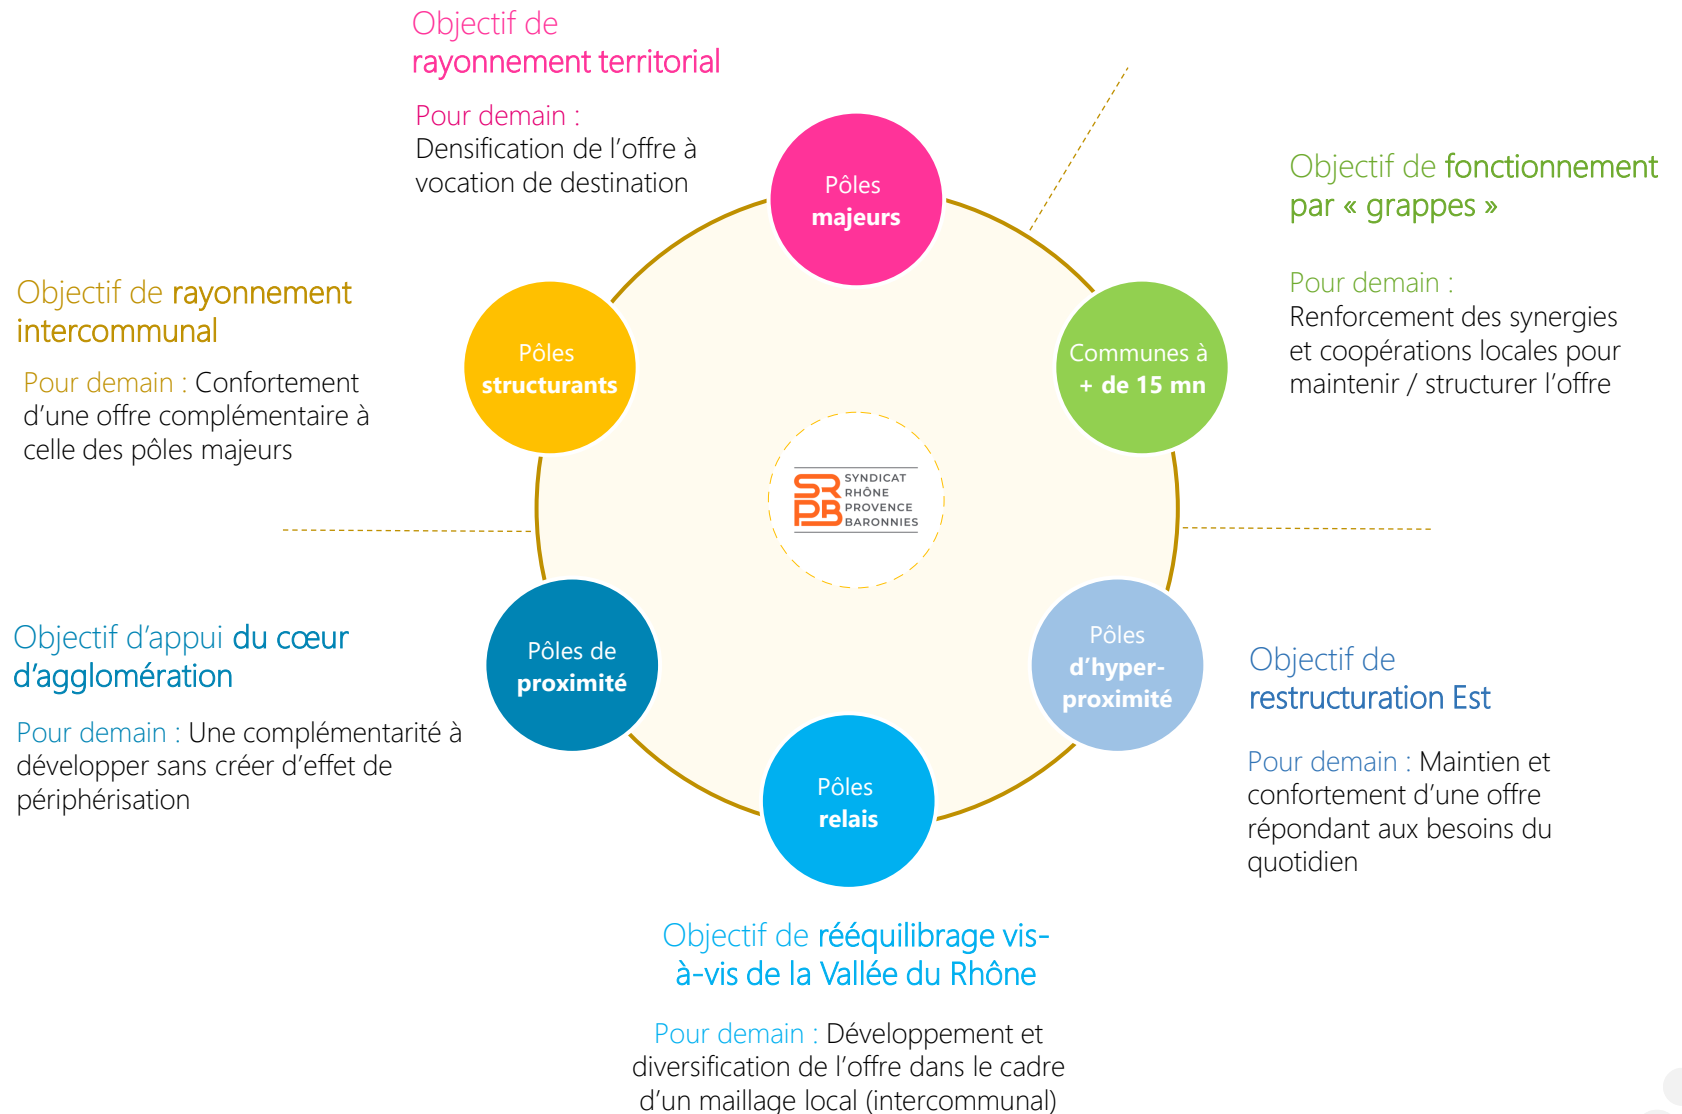 Objectif de
rayonnement territorial
Pour demain :
Densification de l’offre à
vocation de destination
Pôles
majeurs
Objectif de fonctionnement
par « grappes »
Pour demain :
Renforcement des synergies
et coopérations locales pour
maintenir / structurer l’offre
Communes à
+ de 15 mn
Objectif de rayonnement
intercommunal
Pour demain : Confortement
d’une offre complémentaire à
celle des pôles majeurs
Pôles
structurants
SRPB
SYNDICAT
RHÔNE
PROVENCE
BARONNIES
Objectif d’appui du cœur
d’agglomération
Pour demain : Une complémentarité à
développer sans créer d’effet de
périphérisation
Pôles de
proximité
Pôles
d’hyper-
proximité
Objectif de
restructuration Est
Pour demain : Maintien et
confortement d’une offre
répondant aux besoins du
quotidien
Pôles
relais
Objectif de rééquilibrage vis-
à-vis de la Vallée du Rhône
Pour demain : Développement et
diversification de l’offre dans le cadre
d’un maillage local (intercommunal)